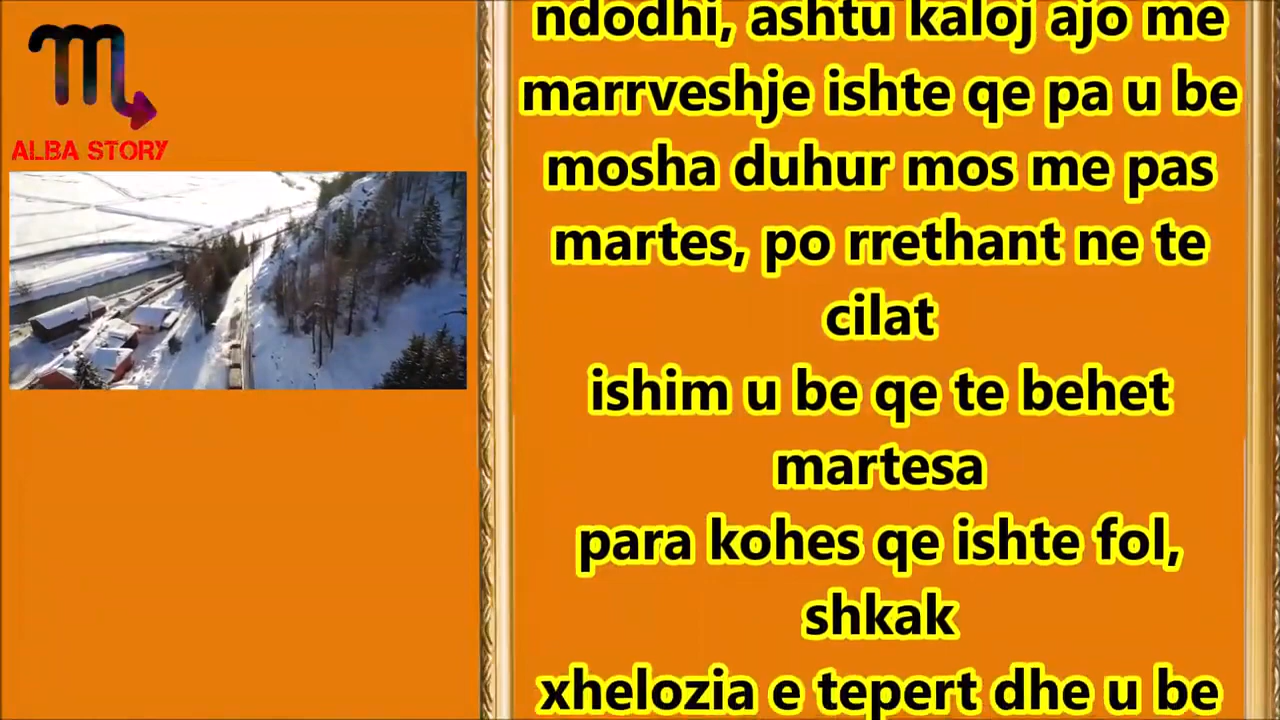 ALBA STORY
ndodhi, ashtu kaloj ajo me
marrveshje ishte qe pa u be
mosha duhur mos me pas
martes, po rrethant ne te
cilat
ishim u be qe te behet
martesa
para kohes qe ishte fol,
shkak
xhelozia e tepert dhe u be